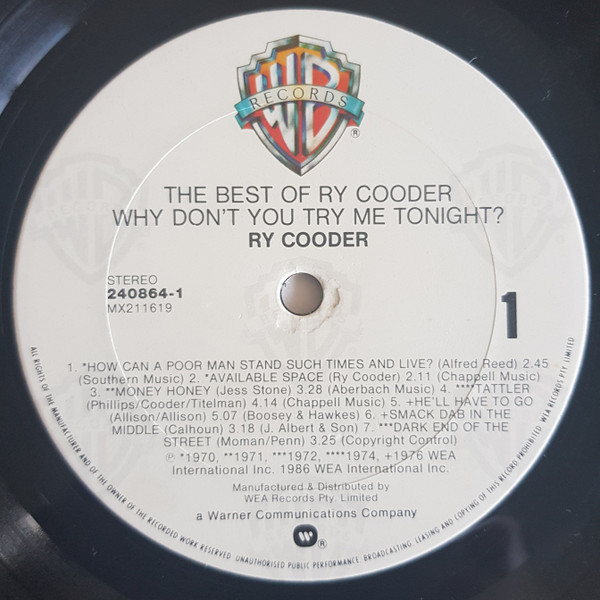 WB
RECORDS
®
THE BEST OF RY COODER
WHY DON'T YOU TRY ME TONIGHT?
RY COODER
STEREO
240864-1
MX211619
1
1. *HOW CAN A POOR MAN STAND SUCH TIMES AND LIVE? (Alfred Reed) 2.45
(Southern Music) 2. *AVAILABLE SPACE (Ry Cooder) 2.11 (Chappell Music)
3. **MONEY HONEY (Jess Stone) 3.28 (Aberbach Music) 4. ****TATTLER
(Phillips/Cooder/Titelman) 4.14 (Chappell Music) 5. +HE'LL HAVE TO GO
(Allison/Allison) 5.07 (Boosey & Hawkes) 6. +SMACK DAB IN THE
MIDDLE (Calhoun) 3.18 (J. Albert & Son) 7. ***DARK END OF THE
STREET (Moman/Penn) 3.25 (Copyright Control)
℗ *1970, **1971, ***1972, ****1974, +1976 WEA
International Inc. 1986 WEA International Inc.
Manufactured & Distributed by
WEA Records Pty. Limited
a Warner Communications Company
®
ALL RIGHTS OF THE MANUFACTURER AND OF THE OWNER OF THE RECORDED WORK RESERVED. UNAUTHORISED PUBLIC PERFORMANCE, BROADCASTING, LEASING AND COPYING OF THIS RECORD PROHIBITED. WEA RECORDS PTY LIMITED